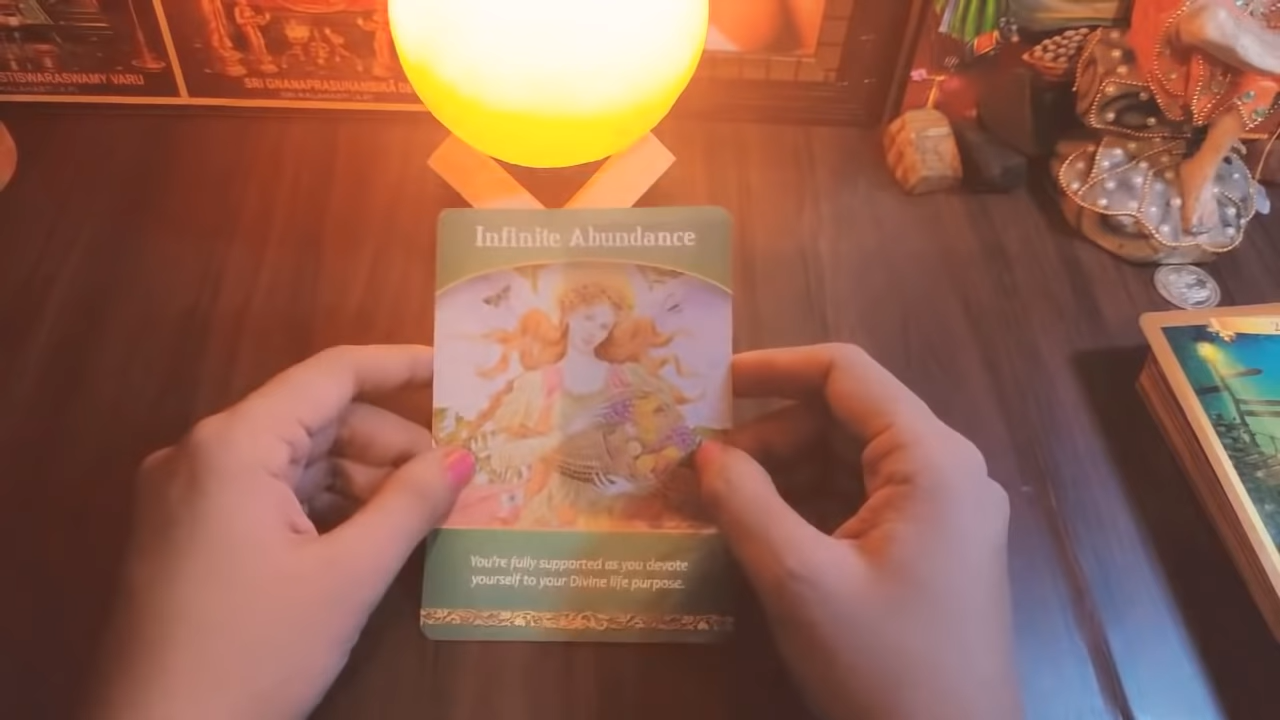 STISWARASWAMY VARU
SRI GNANAPRASUNAMBIKA D
Infinite Abundance
You're fully supported as you devote
yourself to your Divine life purpose.